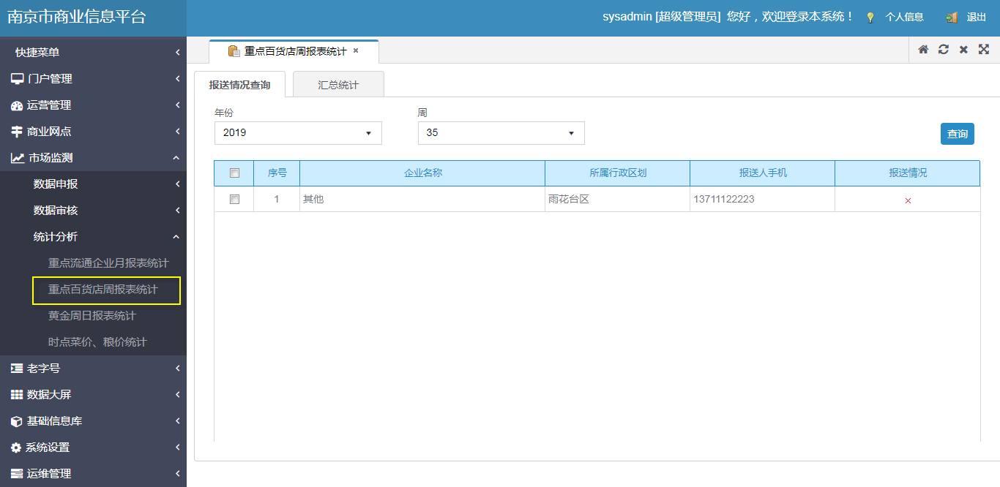 南京市商业信息平台
sysadmin [超级管理员] 您好，欢迎登录本系统！ 个人信息 退出
快捷菜单
门户管理
运营管理
商业网点
市场监测
数据申报
数据审核
统计分析
重点流通企业月报表统计
重点百货店周报表统计
黄金周日报表统计
时点菜价、粮价统计
老字号
数据大屏
基础信息库
系统设置
运维管理
重点百货店周报表统计
报送情况查询 汇总统计
年份 周
2019 35 查询
序号 企业名称 所属行政区划 报送人手机 报送情况
1 其他 雨花台区 13711122223